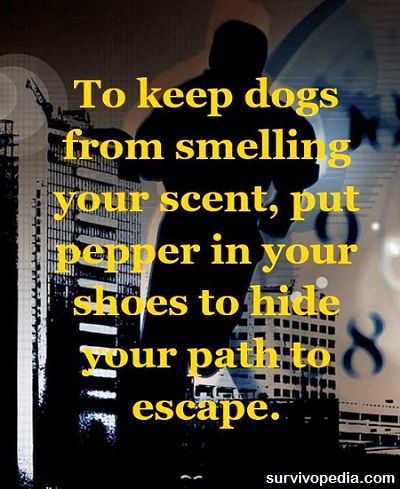 To keep dogs
from smelling
your scent, put
pepper in your
shoes to hide
your path to
escape.
8
survivopedia.com